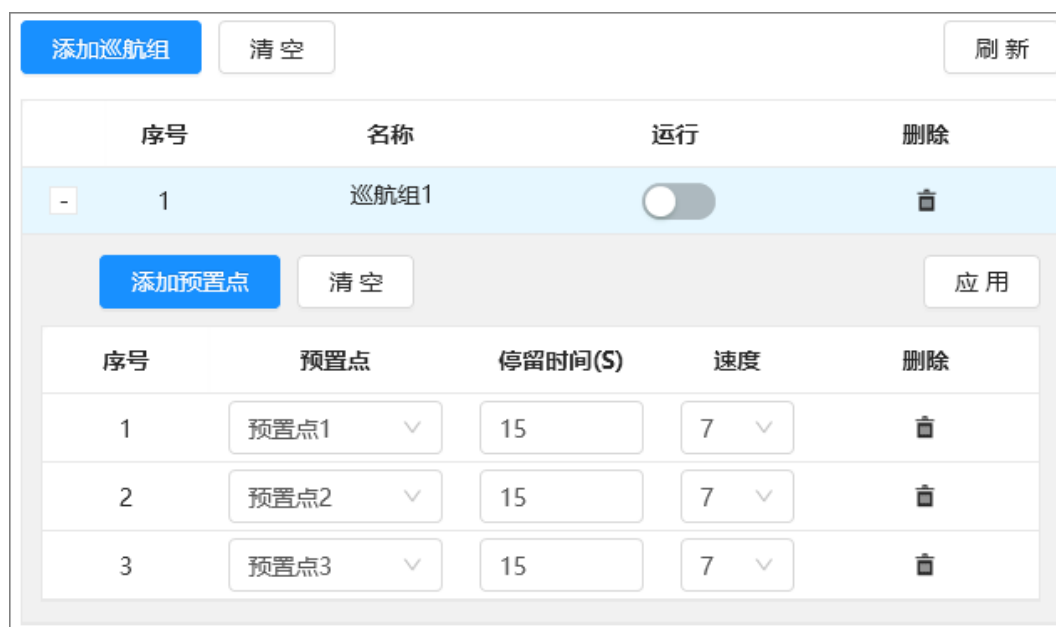 添加巡航组 清 空 刷 新
序号 名称 运行 删除
- 1 巡航组1
添加预置点 清 空 应 用
序号 预置点 停留时间(S) 速度 删除
1 预置点1 15 7
2 预置点2 15 7
3 预置点3 15 7